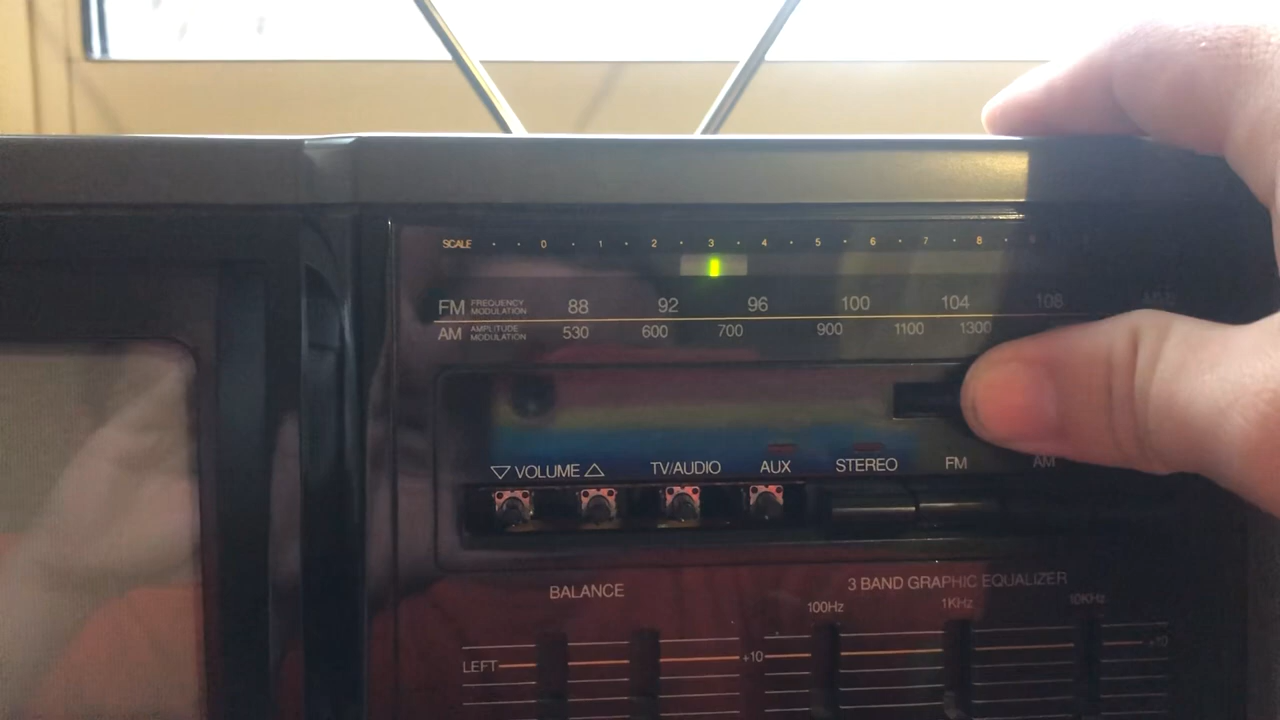 SCALE 0 1 2 3 4 5 6 7 8
FM FREQUENCY MODULATION 88 92 96 100 104 108 MHz
AM AMPLITUDE MODULATION 530 600 700 900 1100 1300
▽ VOLUME △ TV/AUDIO AUX STEREO FM AM
BALANCE 3 BAND GRAPHIC EQUALIZER
100Hz 1KHz 10KHz
LEFT +10 +10